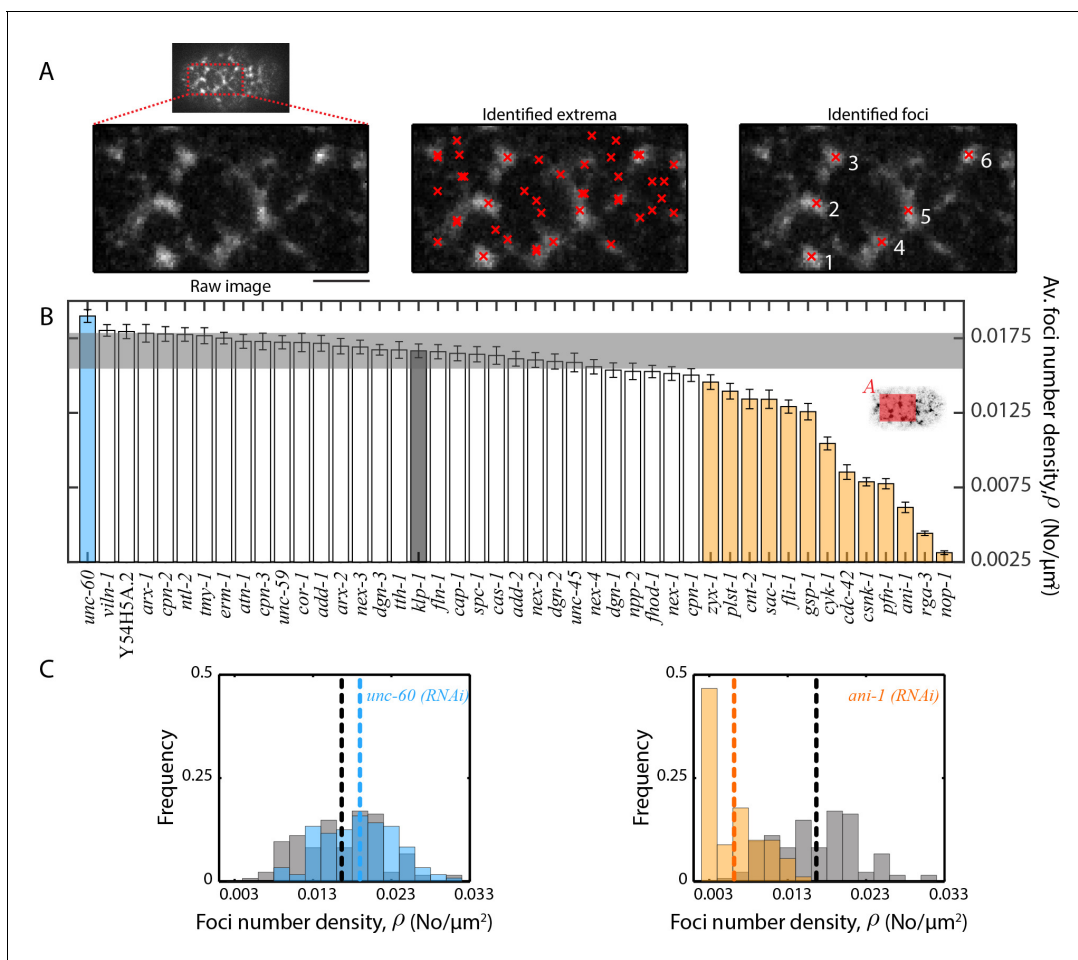 A
Identified extrema
Identified foci
3
6
2
5
4
1
Raw image
B
Av. foci number density, ρ (No/µm²)
0.0175
0.0125
0.0075
0.0025
A
unc-60
viln-1
Y54H5A.2
arx-1
cpn-2
ntl-2
tmy-1
erm-1
atn-1
cpn-3
unc-59
cor-1
add-1
arx-2
nex-3
dgn-3
tth-1
klp-1
fln-1
cap-1
spc-1
cas-1
add-2
nex-2
dgn-2
unc-45
nex-4
dgn-1
npp-2
fhod-1
nex-1
cpn-1
zyx-1
plst-1
cnt-2
sac-1
fli-1
gsp-1
cyk-1
cdc-42
csnk-1
pfn-1
ani-1
rga-3
nop-1
C
0.5
0.25
0
Frequency
unc-60 (RNAi)
0.003
0.013
0.023
0.033
Foci number density, ρ (No/µm²)
0.5
0.25
0
Frequency
ani-1 (RNAi)
0.003
0.013
0.023
0.033
Foci number density, ρ (No/µm²)